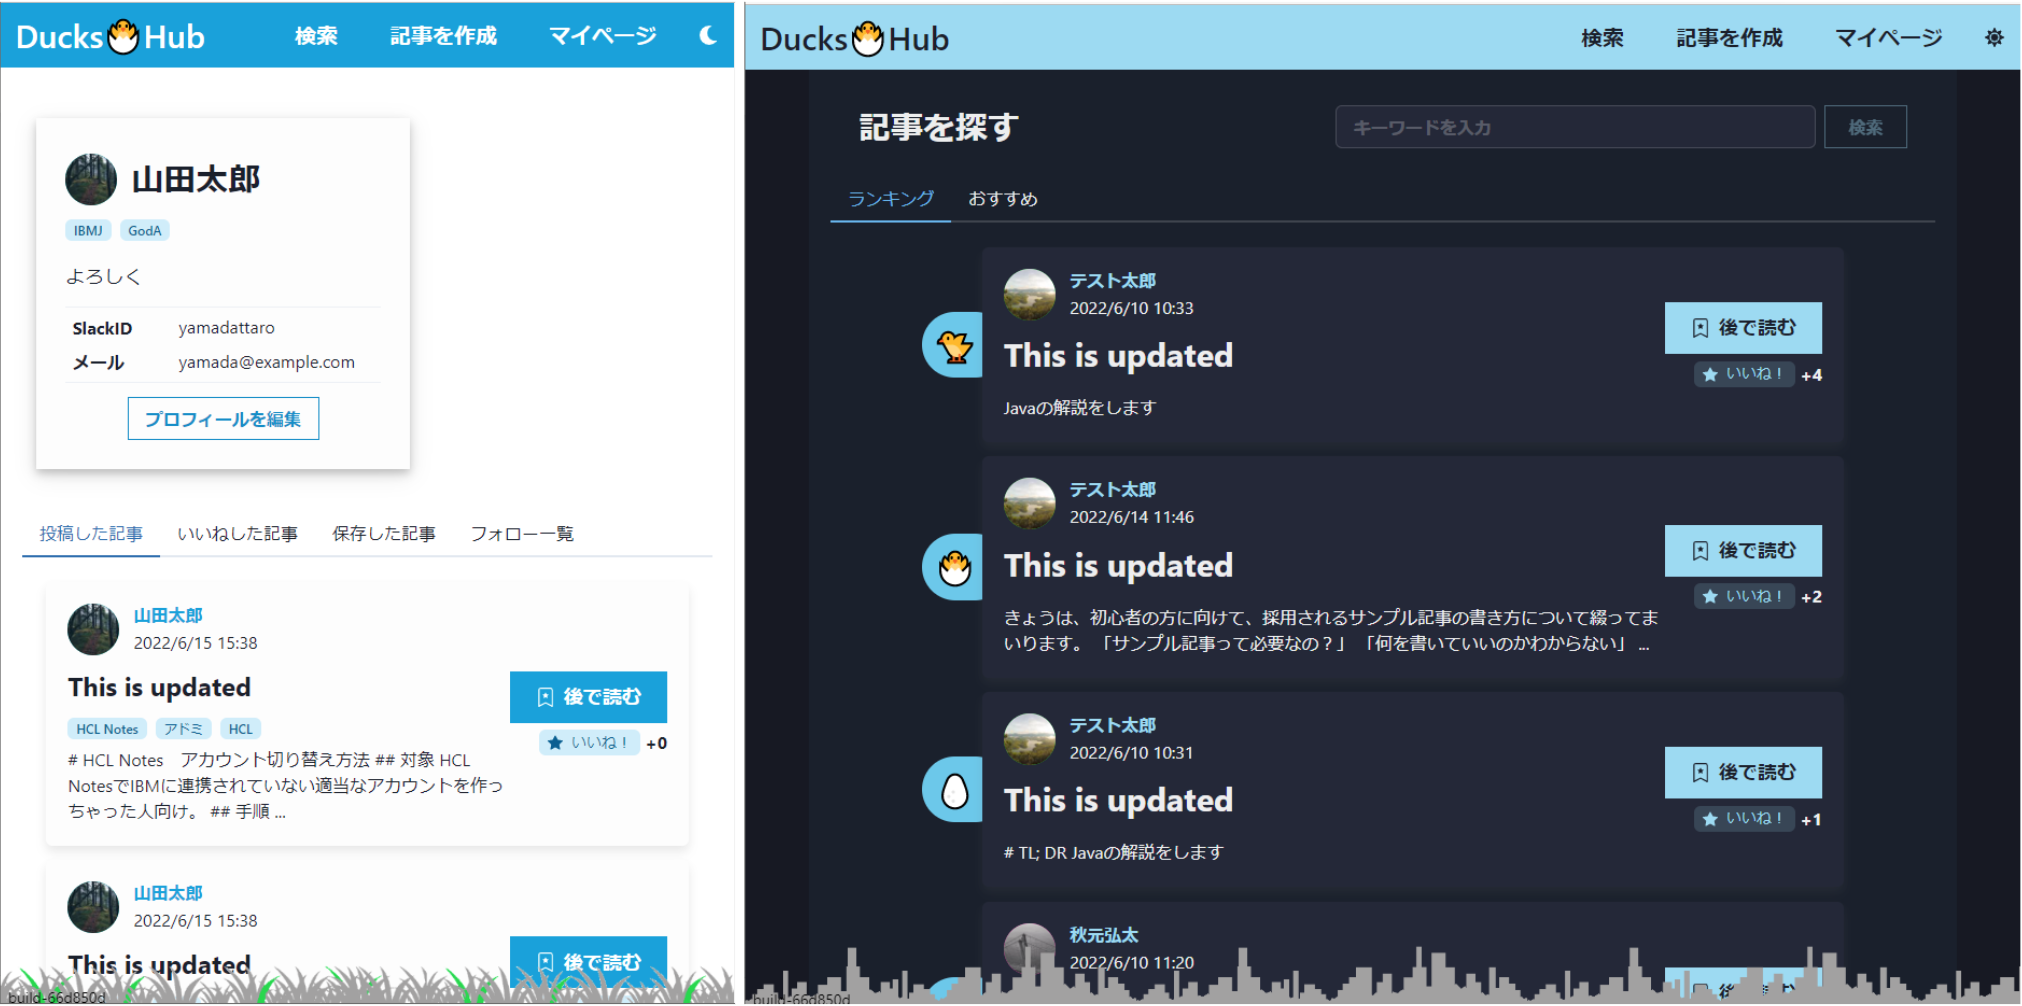 Ducks Hub
検索 記事を作成 マイページ
山田太郎
IBMJ GodA
よろしく
SlackID yamadattaro
メール yamada@example.com
プロフィールを編集
投稿した記事 いいねした記事 保存した記事 フォロー一覧
山田太郎
2022/6/15 15:38
This is updated
HCL Notes アドミ HCL
# HCL Notes　アカウント切り替え方法 ## 対象 HCL
NotesでIBMに連携されていない適当なアカウントを作っ
ちゃった人向け。 ## 手順 ...
後で読む
いいね！ +0
山田太郎
2022/6/15 15:38
This is updated
後で読む
build-66d850d
Ducks Hub
検索 記事を作成 マイページ
記事を探す
キーワードを入力 検索
ランキング おすすめ
テスト太郎
2022/6/10 10:33
This is updated
Javaの解説をします
後で読む
いいね！ +4
テスト太郎
2022/6/14 11:46
This is updated
きょうは、初心者の方に向けて、採用されるサンプル記事の書き方について綴ってま
いります。 「サンプル記事って必要なの？」 「何を書いていいのかわからない」 ...
後で読む
いいね！ +2
テスト太郎
2022/6/10 10:31
This is updated
# TL; DR Javaの解説をします
後で読む
いいね！ +1
秋元弘太
2022/6/10 11:20
build-66d850d